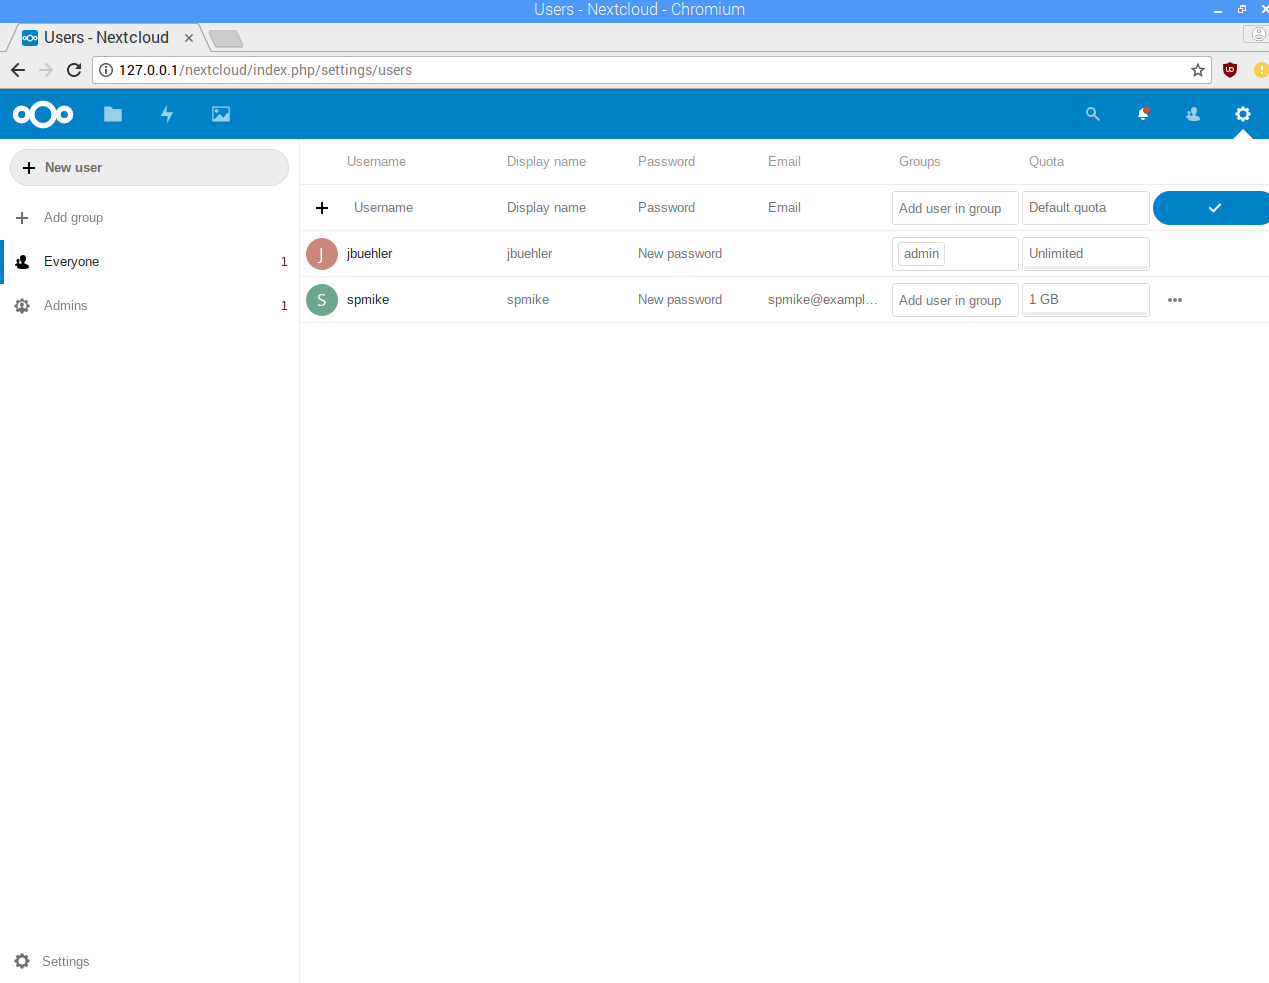 Users - Nextcloud - Chromium
Users - Nextcloud
127.0.0.1/nextcloud/index.php/settings/users
New user
Add group
Everyone 1
Admins 1
Username Display name Password Email Groups Quota
Username Display name Password Email Add user in group Default quota
J jbuehler jbuehler New password admin Unlimited
S spmike spmike New password spmike@exampl… Add user in group 1 GB
Settings